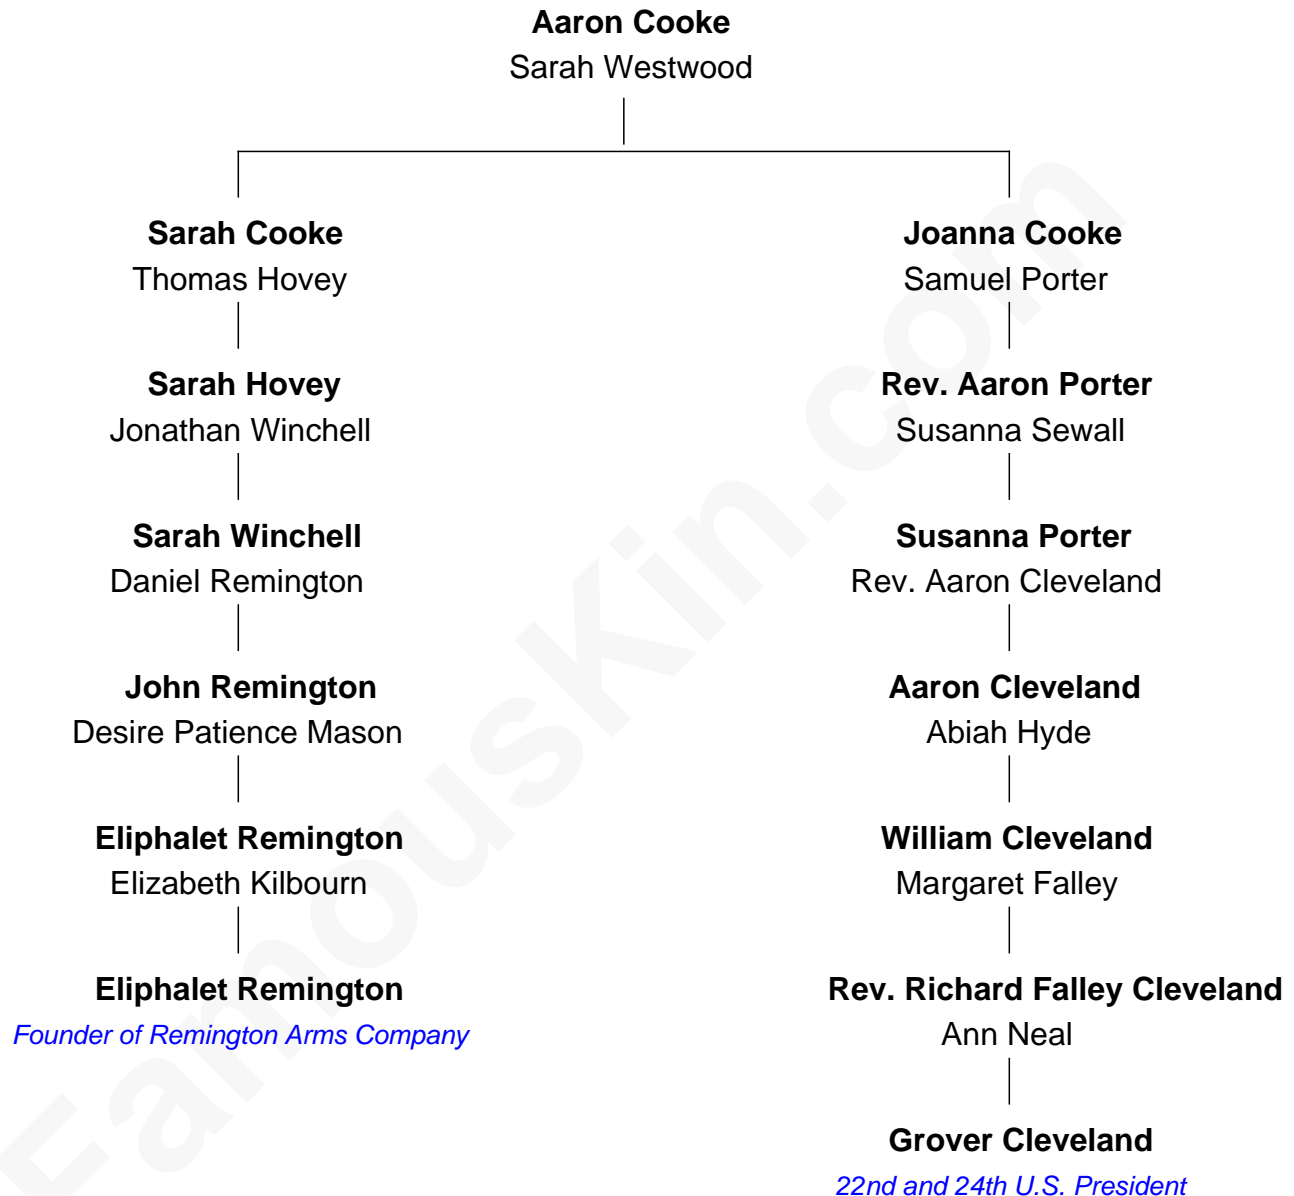 Aaron Cooke
Sarah Westwood
Sarah Cooke
Thomas Hovey
Joanna Cooke
Samuel Porter
Sarah Hovey
Jonathan Winchell
Rev. Aaron Porter
Susanna Sewall
Sarah Winchell
Daniel Remington
Susanna Porter
Rev. Aaron Cleveland
John Remington
Desire Patience Mason
Aaron Cleveland
Abiah Hyde
Eliphalet Remington
Elizabeth Kilbourn
William Cleveland
Margaret Falley
Eliphalet Remington
Founder of Remington Arms Company
Rev. Richard Falley Cleveland
Ann Neal
Grover Cleveland
22nd and 24th U.S. President
FamousKin.com